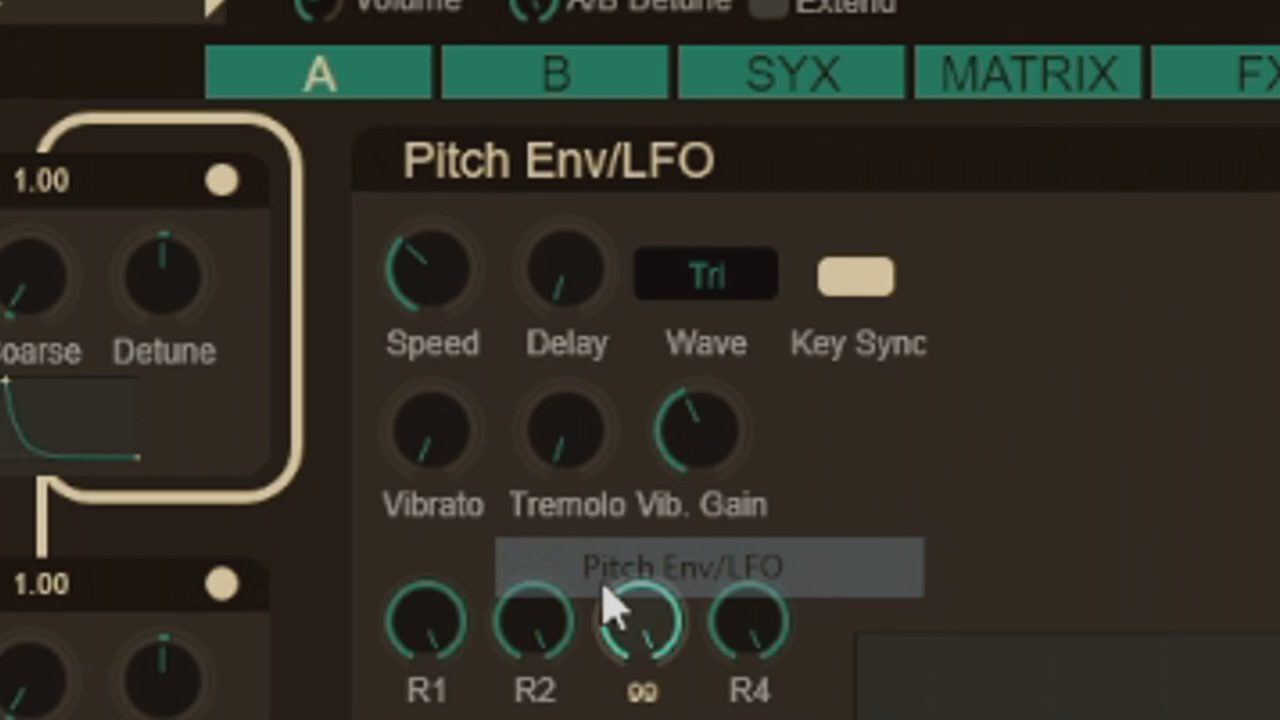 Volume A/B Detune Extend
A B SYX MATRIX FX
Pitch Env/LFO
1.00
Tri
Coarse Detune
Speed Delay Wave Key Sync
Vibrato Tremolo Vib. Gain
Pitch Env/LFO
1.00
R1 R2 99 R4